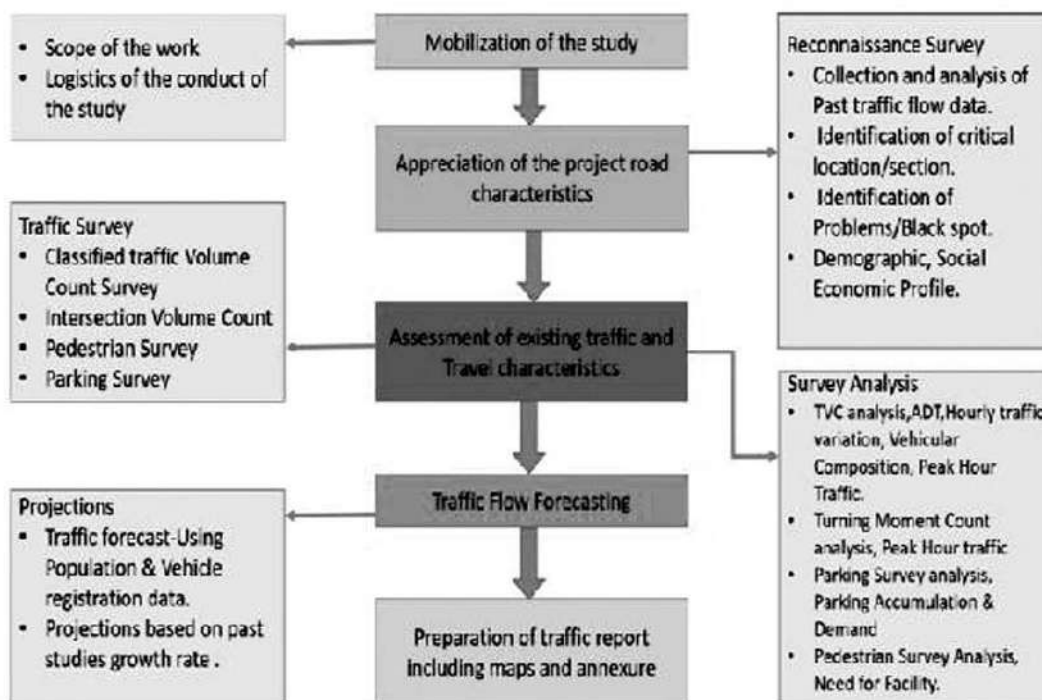 Mobilization of the study
• Scope of the work
• Logistics of the conduct of
the study
Appreciation of the project road
characteristics
Reconnaissance Survey
• Collection and analysis of
Past traffic flow data.
• Identification of critical
location/section.
• Identification of
Problems/Black spot.
• Demographic, Social
Economic Profile.
Assessment of existing traffic and
Travel characteristics
Traffic Survey
• Classified traffic Volume
Count Survey
• Intersection Volume Count
• Pedestrian Survey
• Parking Survey
Survey Analysis
• TVC analysis,ADT,Hourly traffic
variation, Vehicular
Composition, Peak Hour
Traffic.
• Turning Moment Count
analysis, Peak Hour traffic
• Parking Survey analysis,
Parking Accumulation &
Demand
• Pedestrian Survey Analysis,
Need for Facility.
Traffic Flow Forecasting
Projections
• Traffic forecast-Using
Population & Vehicle
registration data.
• Projections based on past
studies growth rate .
Preparation of traffic report
including maps and annexure